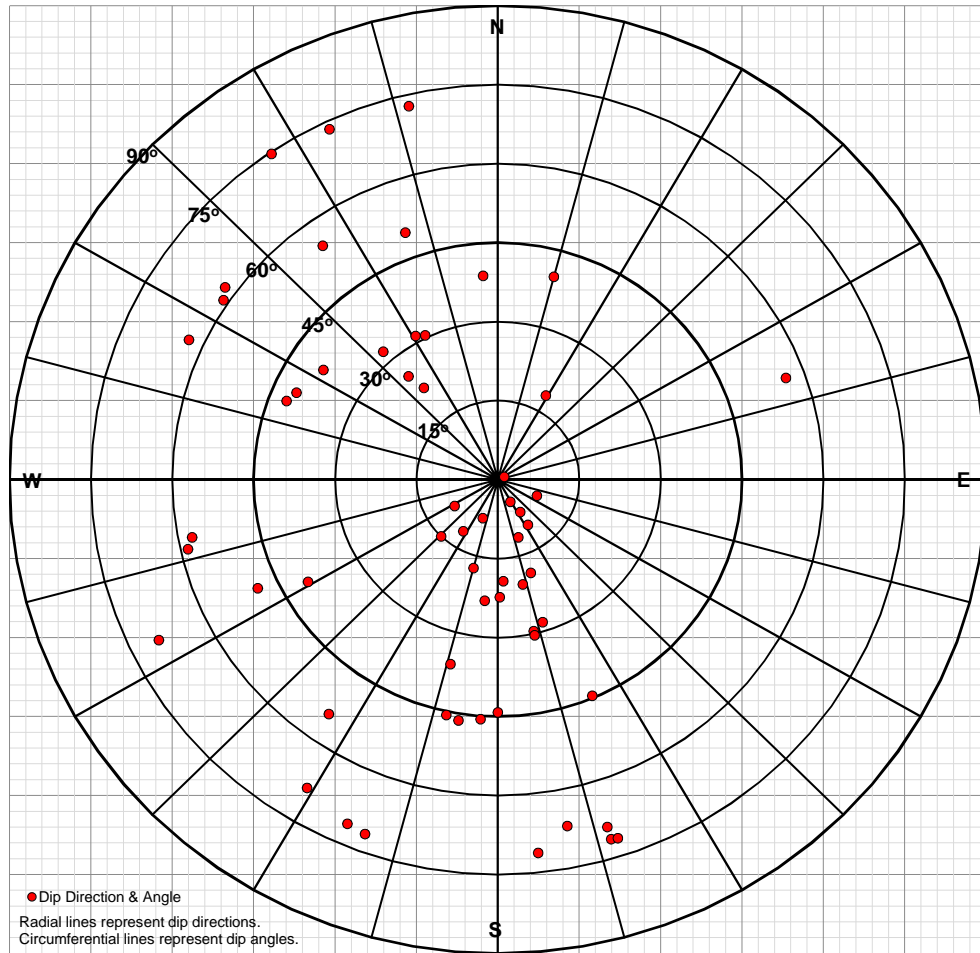 N
90°
75°
60°
45°
30°
15°
W
E
Dip Direction & Angle
Radial lines represent dip directions.
Circumferential lines represent dip angles.
S